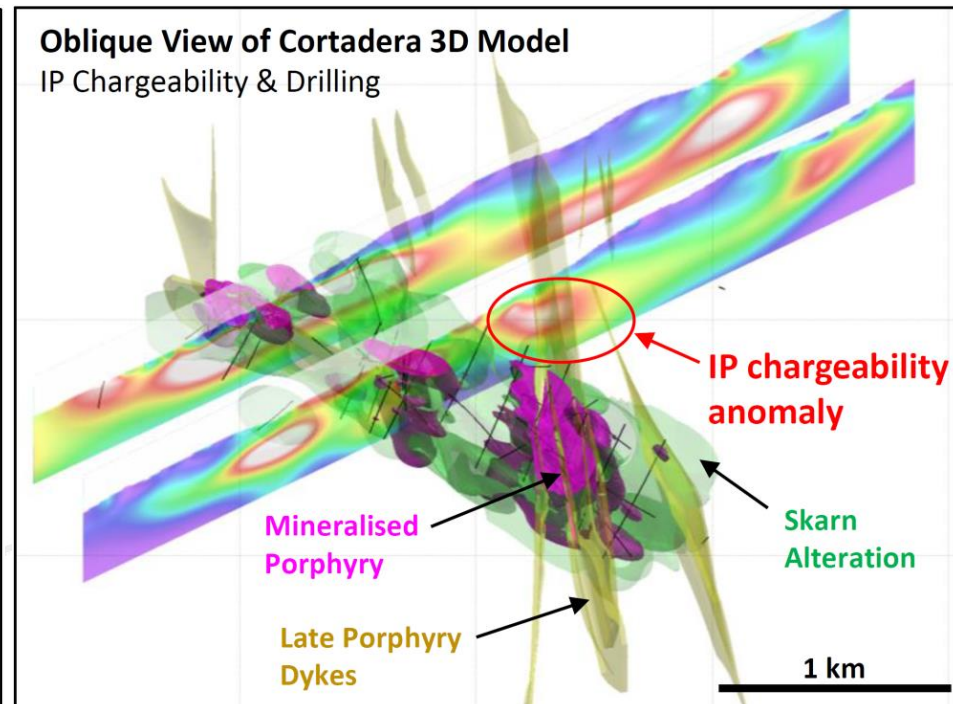 Oblique View of Cortadera 3D Model
IP Chargeability & Drilling
IP chargeability
anomaly
Mineralised
Porphyry
Skarn
Alteration
Late Porphyry
Dykes
1 km